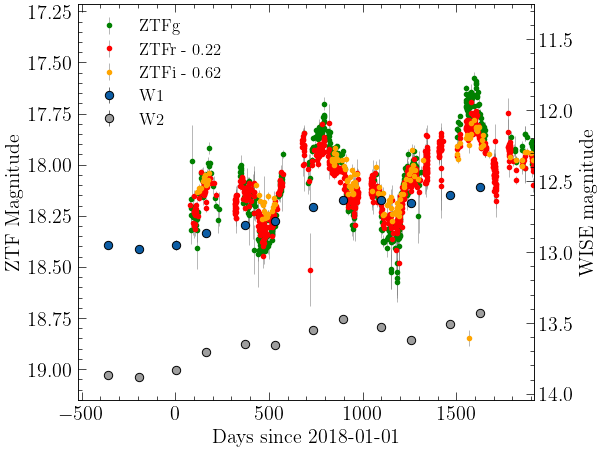 ZTFg
ZTFr - 0.22
ZTFi - 0.62
W1
W2
ZTF Magnitude
17.25
17.50
17.75
18.00
18.25
18.50
18.75
19.00
WISE magnitude
11.5
12.0
12.5
13.0
13.5
14.0
−500 0 500 1000 1500
Days since 2018-01-01